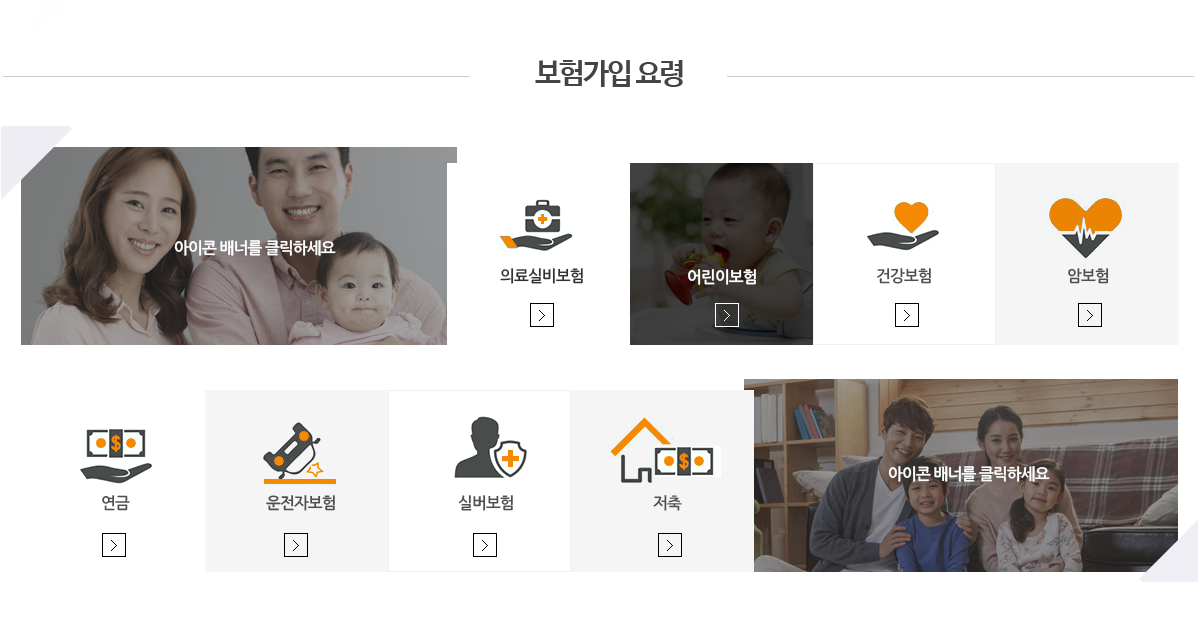 보험가입 요령
아이콘 배너를 클릭하세요
의료실비보험
어린이보험
건강보험
암보험
연금
운전자보험
실버보험
저축
아이콘 배너를 클릭하세요